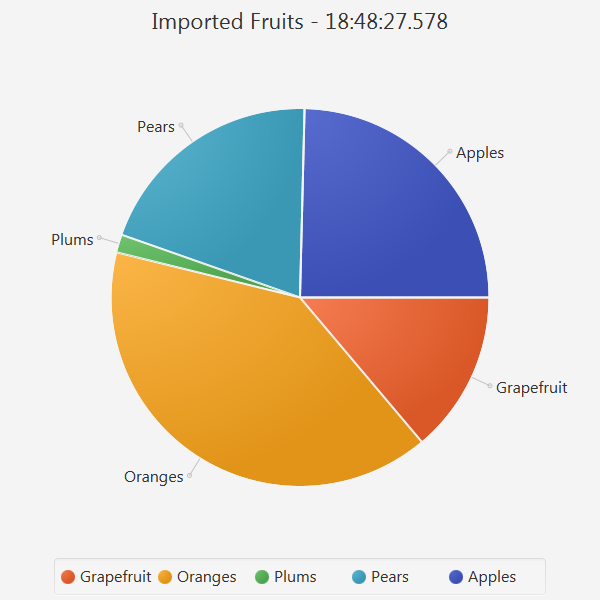 Imported Fruits - 18:48:27.578
Pears
Apples
Plums
Grapefruit
Oranges
Grapefruit Oranges Plums Pears Apples